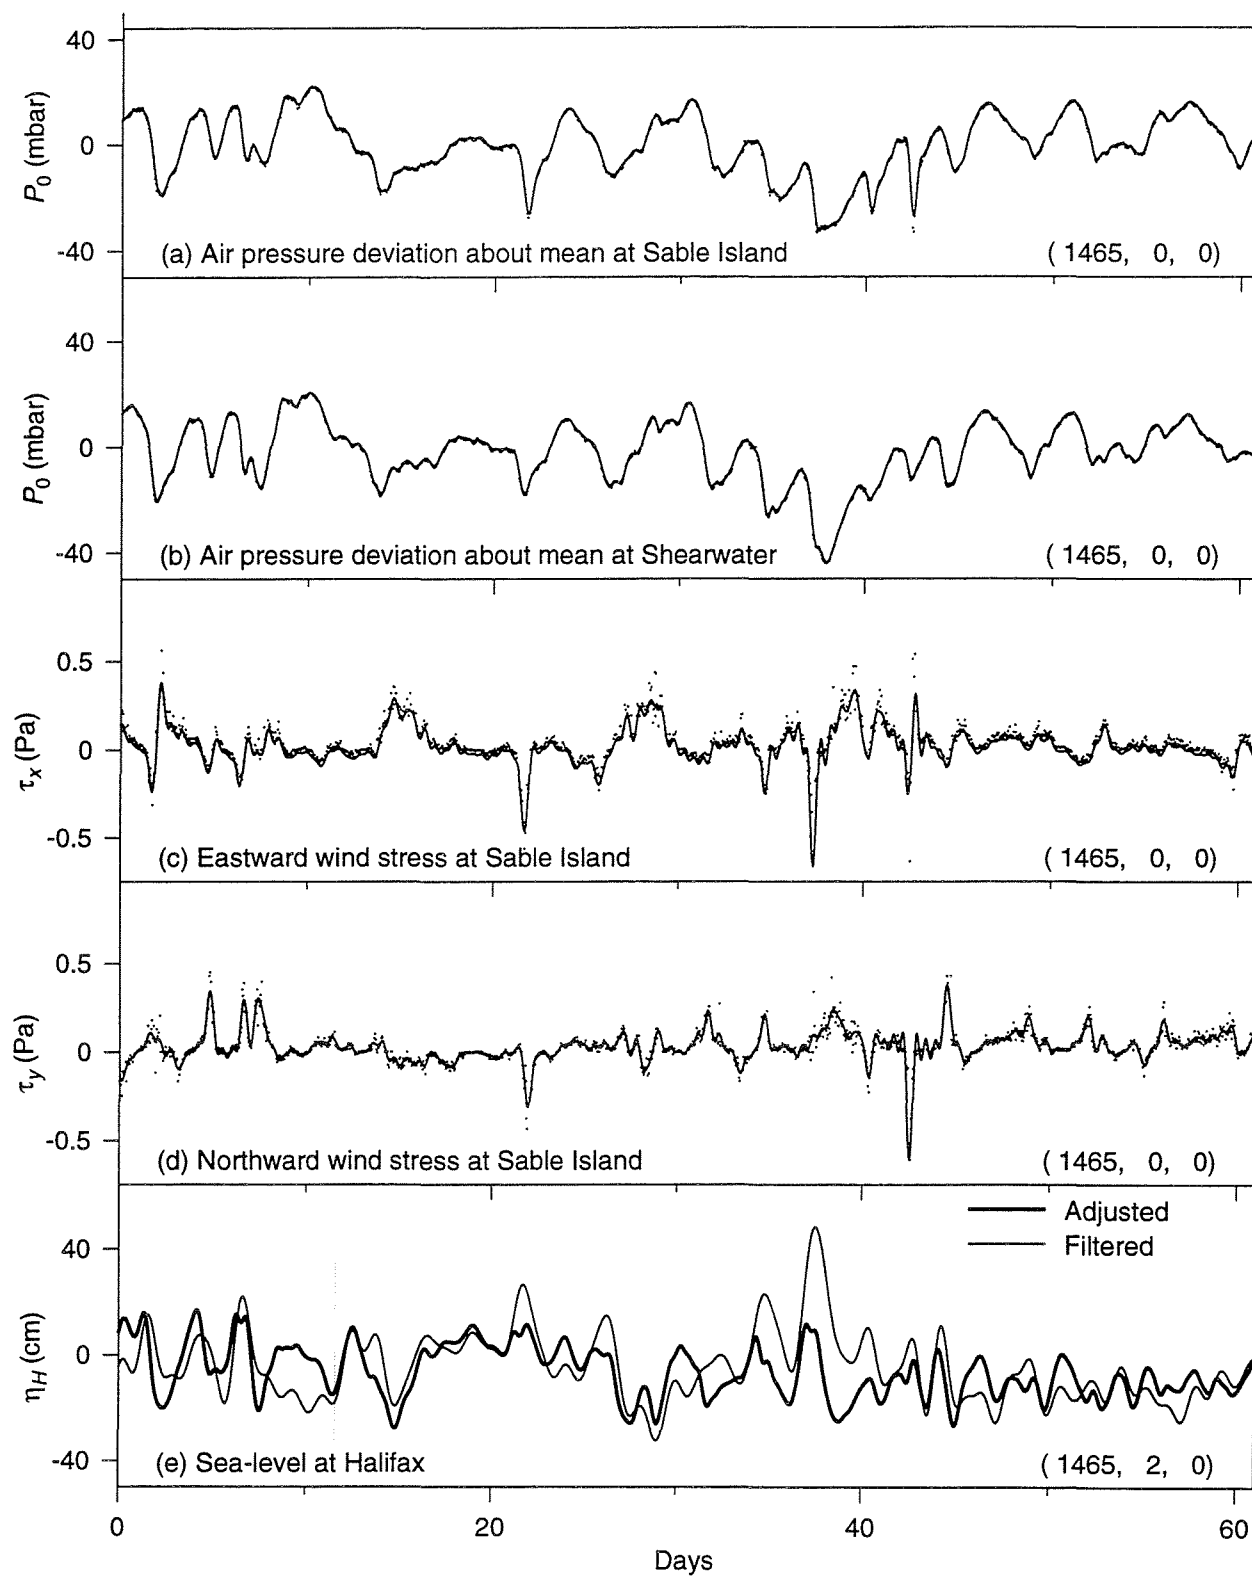 40
0
-40
P0 (mbar)
(a) Air pressure deviation about mean at Sable Island
( 1465, 0, 0)
40
0
-40
P0 (mbar)
(b) Air pressure deviation about mean at Shearwater
( 1465, 0, 0)
0.5
0
-0.5
τx (Pa)
(c) Eastward wind stress at Sable Island
( 1465, 0, 0)
0.5
0
-0.5
τy (Pa)
(d) Northward wind stress at Sable Island
( 1465, 0, 0)
Adjusted
Filtered
40
0
-40
ηH (cm)
(e) Sea-level at Halifax
( 1465, 2, 0)
0 20 40 60
Days